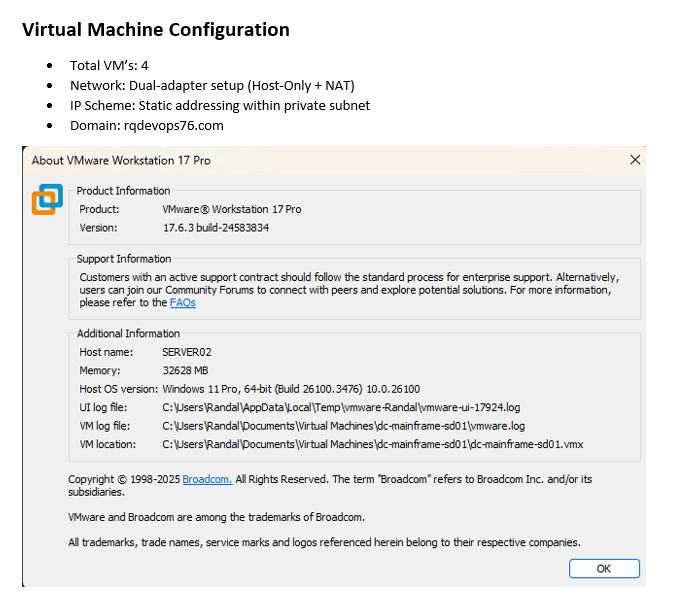 Virtual Machine Configuration
• Total VM's: 4
• Network: Dual-adapter setup (Host-Only + NAT)
• IP Scheme: Static addressing within private subnet
• Domain: rqdevops76.com
About VMware Workstation 17 Pro
Product Information
Product: VMware® Workstation 17 Pro
Version: 17.6.3 build-24583834
Support Information
Customers with an active support contract should follow the standard process for enterprise support. Alternatively,
users can join our Community Forums to connect with peers and explore potential solutions. For more information,
please refer to the FAQs
Additional Information
Host name: SERVER02
Memory: 32628 MB
Host OS version: Windows 11 Pro, 64-bit (Build 26100.3476) 10.0.26100
UI log file: C:\Users\Randal\AppData\Local\Temp\vmware-Randal\vmware-ui-17924.log
VM log file: C:\Users\Randal\Documents\Virtual Machines\dc-mainframe-sd01\vmware.log
VM location: C:\Users\Randal\Documents\Virtual Machines\dc-mainframe-sd01\dc-mainframe-sd01.vmx
Copyright © 1998-2025 Broadcom. All Rights Reserved. The term "Broadcom" refers to Broadcom Inc. and/or its
subsidiaries.
VMware and Broadcom are among the trademarks of Broadcom.
All trademarks, trade names, service marks and logos referenced herein belong to their respective companies.
OK